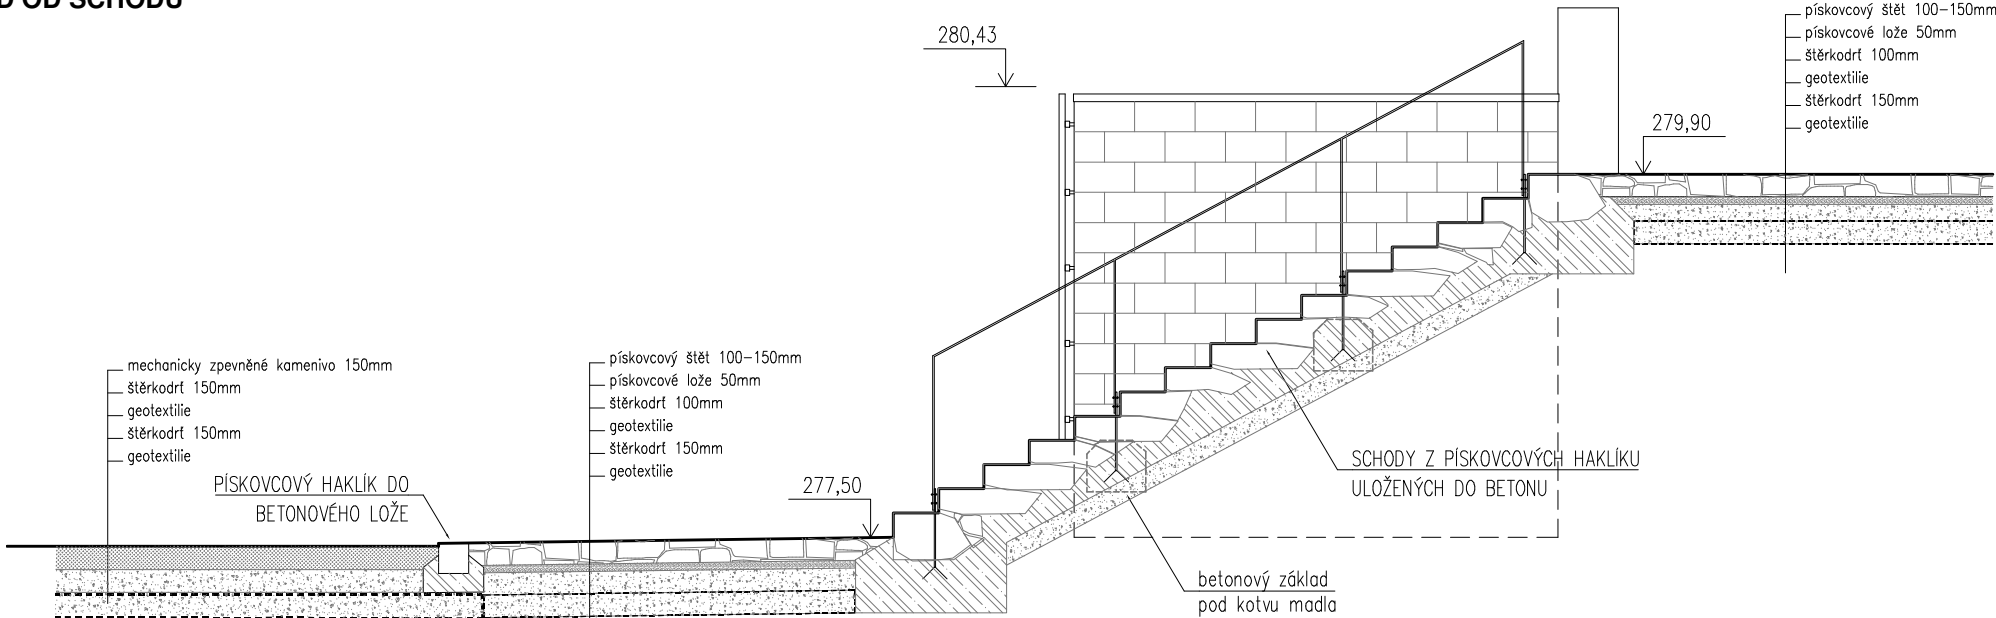 D OD SCHODŮ
280,43
pískovcový štět 100-150mm
pískovcové lože 50mm
štěrkodrť 100mm
geotextilie
štěrkodrť 150mm
geotextilie
279,90
mechanicky zpevněné kamenivo 150mm
štěrkodrť 150mm
geotextilie
štěrkodrť 150mm
geotextilie
pískovcový štět 100-150mm
pískovcové lože 50mm
štěrkodrť 100mm
geotextilie
štěrkodrť 150mm
geotextilie
PÍSKOVCOVÝ HAKLÍK DO
BETONOVÉHO LOŽE
277,50
SCHODY Z PÍSKOVCOVÝCH HAKLÍKU
ULOŽENÝCH DO BETONU
betonový základ
pod kotvu madla